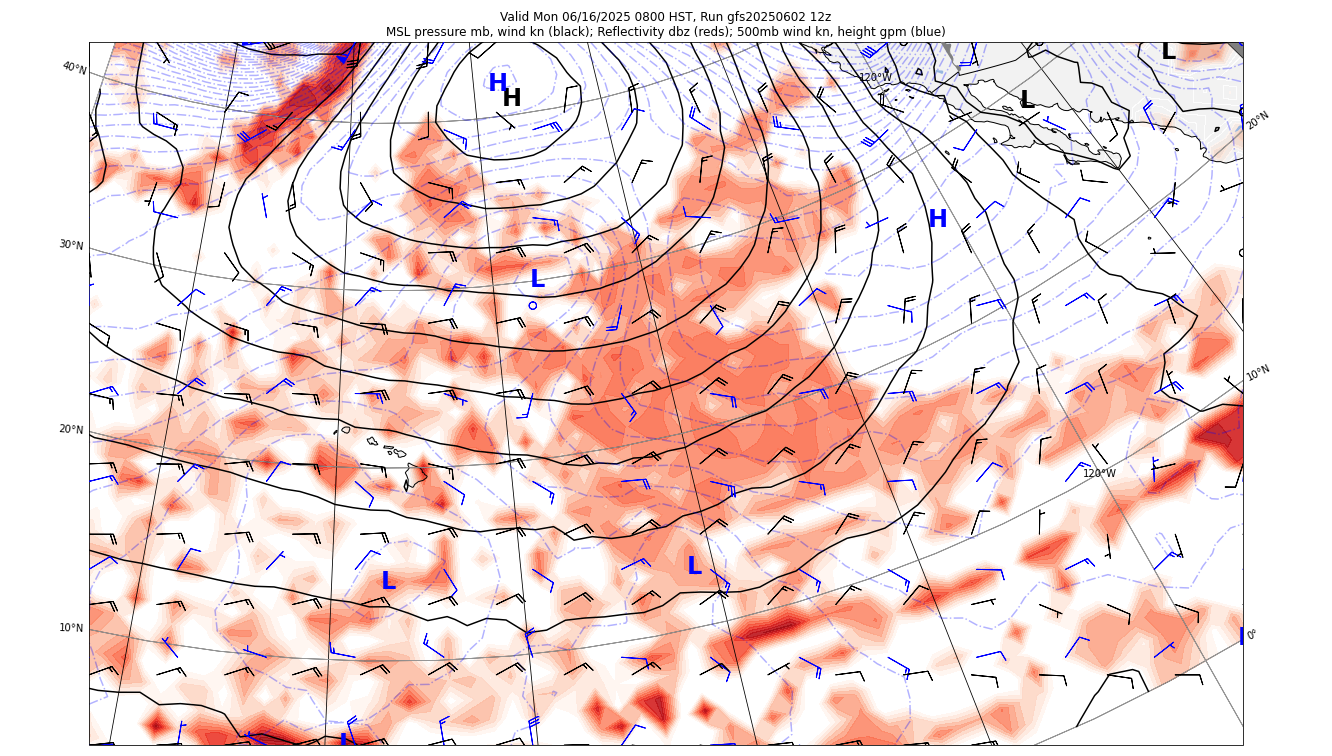 Valid Mon 06/16/2025 0800 HST, Run gfs20250602 12z
MSL pressure mb, wind kn (black); Reflectivity dbz (reds); 500mb wind kn, height gpm (blue)
L
40°N
120°W
H
H
L
20°N
H
30°N
L
10°N
20°N
120°W
L
L
10°N
0°
L